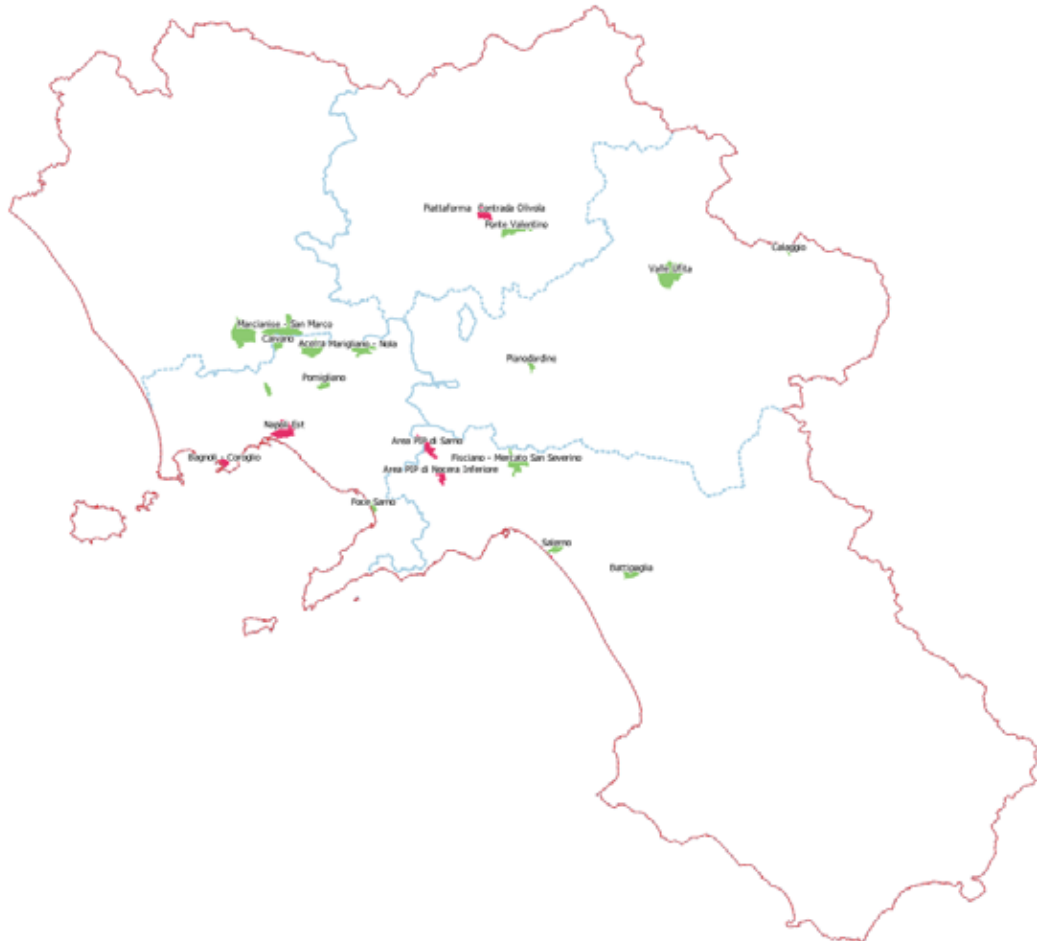 Piattaforma Contrada Olivola
Ponte Valentino
Calaggio
Valle Ufita
Marcianise - San Marco
Caivano
Acerra Marigliano - Nola
Pianodardine
Pomigliano
Napoli Est
Area PIP di Sarno
Bagnoli - Coroglio
Fisciano - Mercato San Severino
Area PIP di Nocera Inferiore
Foce Sarno
Salerno
Battipaglia